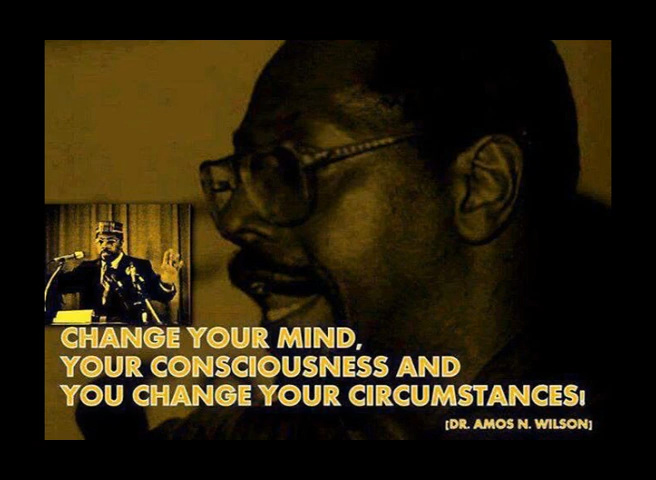 CHANGE YOUR MIND,
YOUR CONSCIOUSNESS AND
YOU CHANGE YOUR CIRCUMSTANCES!
[DR. AMOS N. WILSON]